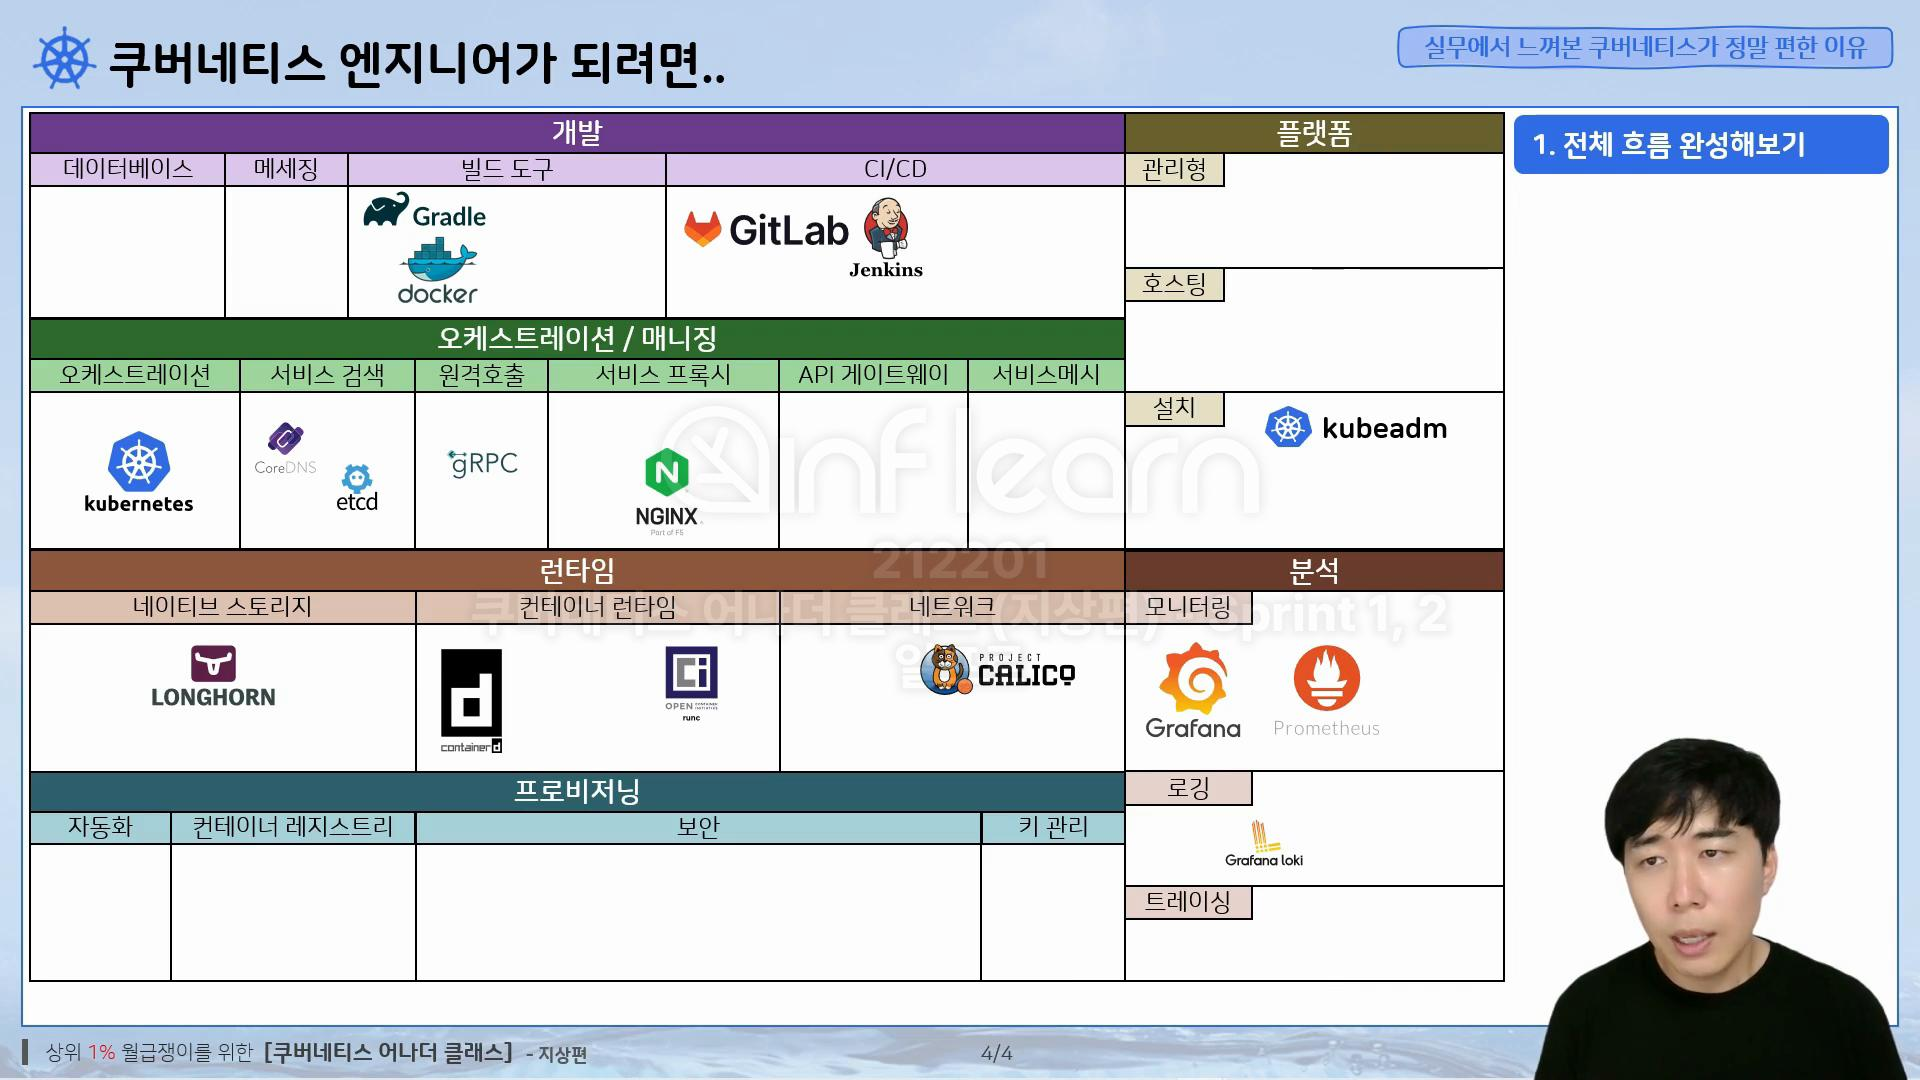 쿠버네티스 엔지니어가 되려면..
실무에서 느껴본 쿠버네티스가 정말 편한 이유
1. 전체 흐름 완성해보기
개발
데이터베이스 메세징 빌드 도구 CI/CD
Gradle
docker
GitLab
Jenkins
플랫폼
관리형
호스팅
설치
kubeadm
오케스트레이션 / 매니징
오케스트레이션 서비스 검색 원격호출 서비스 프록시 API 게이트웨이 서비스메시
kubernetes
CoreDNS
etcd
gRPC
NGINX
Part of F5
inflearn
212201
쿠버네티스 어나더 클래스(지상편) - Sprint 1, 2
런타임
네이티브 스토리지 컨테이너 런타임 네트워크
LONGHORN
containerd
OPEN CONTAINER INITIATIVE
runc
PROJECT
CALICO
분석
모니터링
Grafana
Prometheus
로깅
Grafana loki
트레이싱
프로비저닝
자동화 컨테이너 레지스트리 보안 키 관리
상위 1% 월급쟁이를 위한 [쿠버네티스 어나더 클래스] - 지상편
4/4